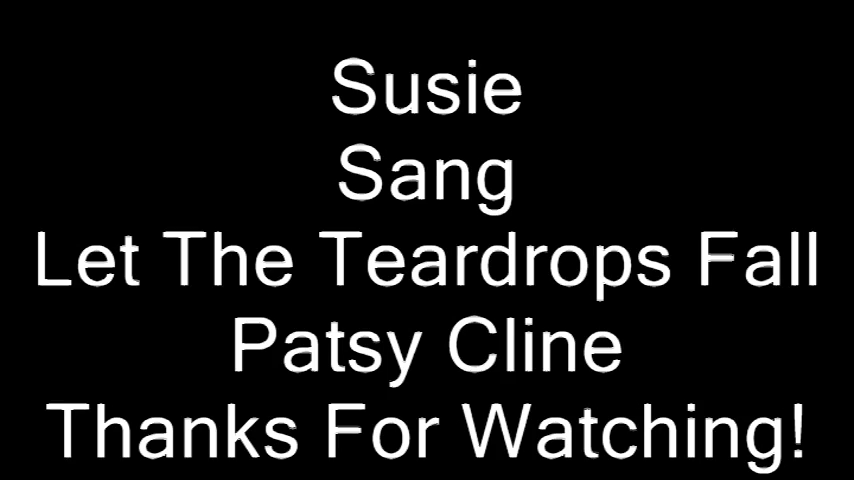 Susie
Sang
Let The Teardrops Fall
Patsy Cline
Thanks For Watching!